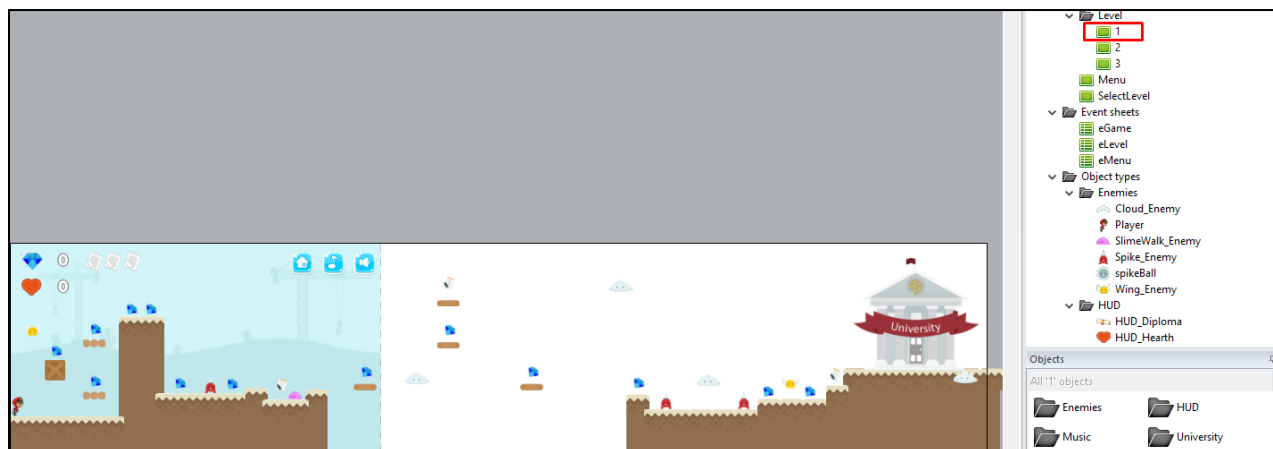 Level
1
2
3
Menu
SelectLevel
Event sheets
eGame
eLevel
eMenu
Object types
Enemies
Cloud_Enemy
Player
SlimeWalk_Enemy
Spike_Enemy
spikeBall
Wing_Enemy
HUD
HUD_Diploma
HUD_Hearth
Objects
All '1' objects
Enemies HUD
Music University
0
0
University